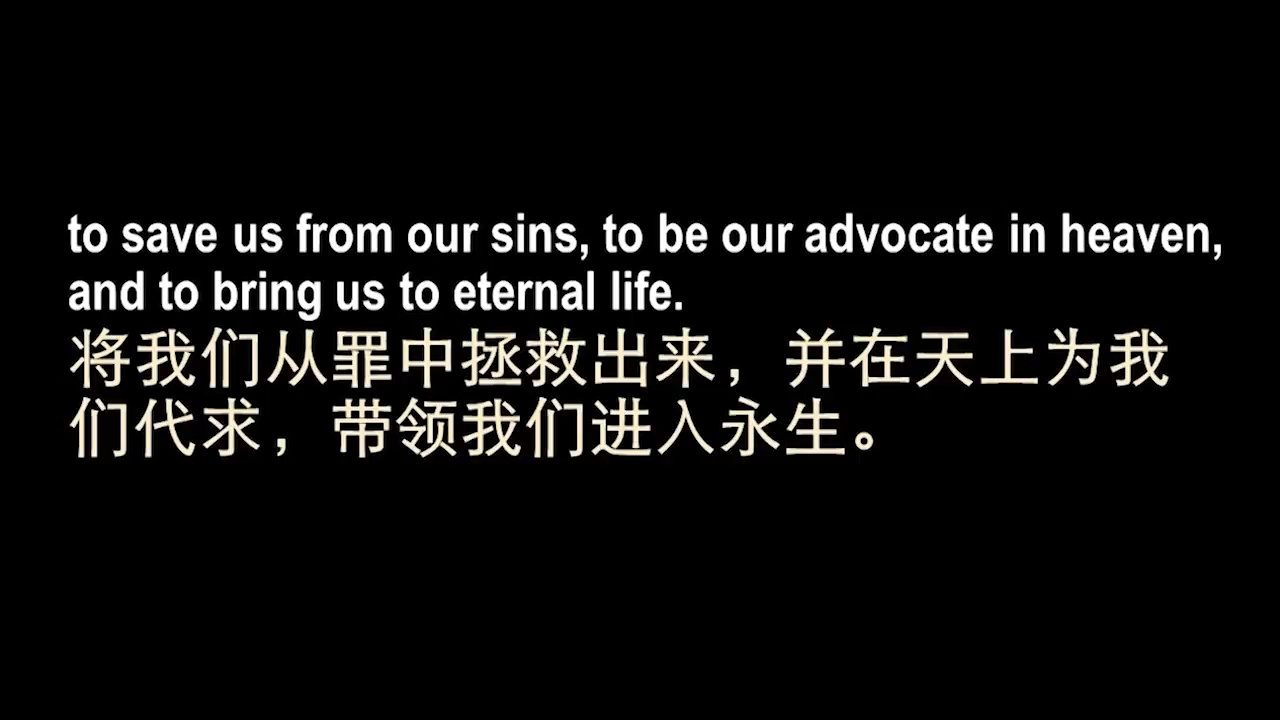 to save us from our sins, to be our advocate in heaven,
and to bring us to eternal life.
将我们从罪中拯救出来，并在天上为我
们代求，带领我们进入永生。